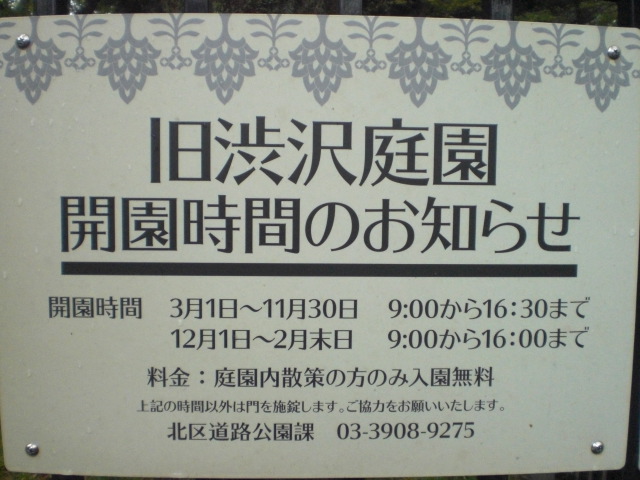 旧渋沢庭園
開園時間のお知らせ
開園時間 3月1日～11月30日 9:00から16:30まで
12月1日～2月末日 9:00から16:00まで
料金：庭園内散策の方のみ入園無料
上記の時間以外は門を施錠します。ご協力をお願いいたします。
北区道路公園課 03-3908-9275